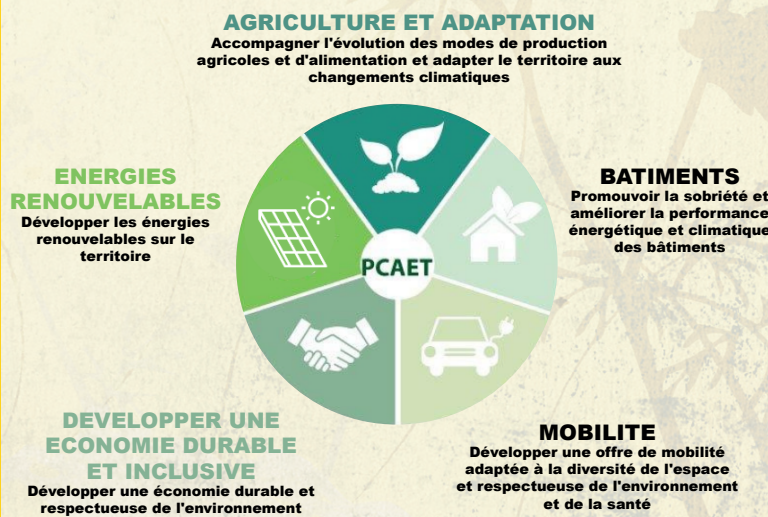 AGRICULTURE ET ADAPTATION
Accompagner l'évolution des modes de production
agricoles et d'alimentation et adapter le territoire aux
changements climatiques
ENERGIES
RENOUVELABLES
Développer les énergies
renouvelables sur le
territoire
BATIMENTS
Promouvoir la sobriété et
améliorer la performance
énergétique et climatique
des bâtiments
PCAET
DEVELOPPER UNE
ECONOMIE DURABLE
ET INCLUSIVE
Développer une économie durable et
respectueuse de l'environnement
MOBILITE
Développer une offre de mobilité
adaptée à la diversité de l'espace
et respectueuse de l'environnement
et de la santé